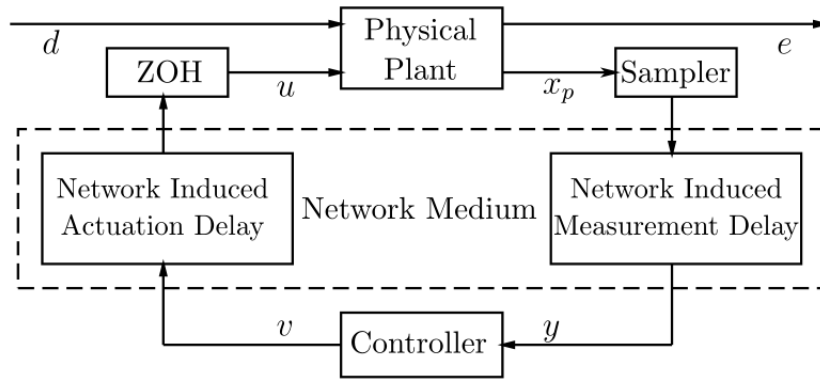 d
Physical
Plant
e
ZOH
u
x_p
Sampler
Network Induced
Actuation Delay
Network Medium
Network Induced
Measurement Delay
v
Controller
y